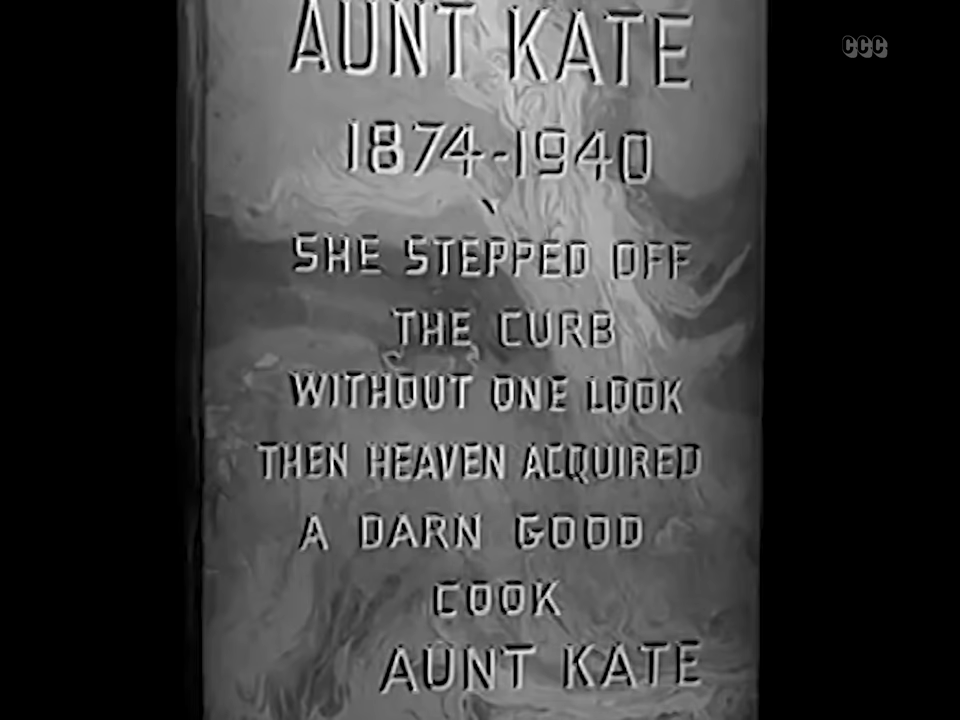 CCC
AUNT KATE
1874-1940
SHE STEPPED OFF
THE CURB
WITHOUT ONE LOOK
THEN HEAVEN ACQUIRED
A DARN GOOD
COOK
AUNT KATE